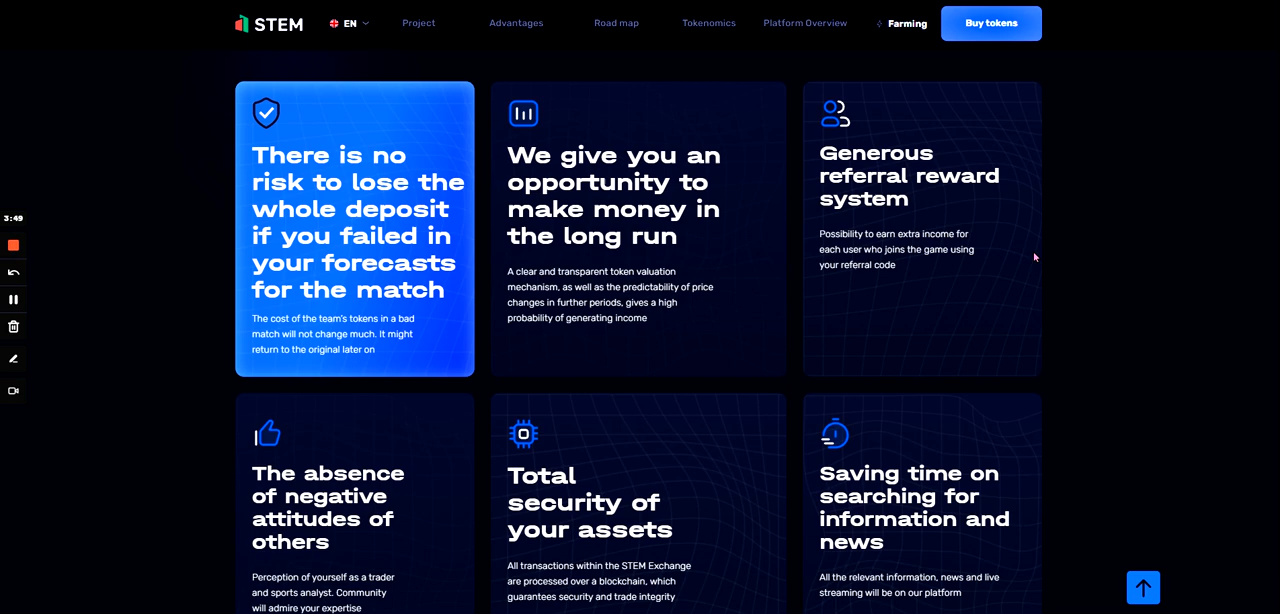 STEM
EN
Project
Advantages
Road map
Tokenomics
Platform Overview
Farming
Buy tokens
3:49
There is no
risk to lose the
whole deposit
if you failed in
your forecasts
for the match
The cost of the team's tokens in a bad
match will not change much. It might
return to the original later on
We give you an
opportunity to
make money in
the long run
A clear and transparent token valuation
mechanism, as well as the predictability of price
changes in further periods, gives a high
probability of generating income
Generous
referral reward
system
Possibility to earn extra income for
each user who joins the game using
your referral code
The absence
of negative
attitudes of
others
Perception of yourself as a trader
and sports analyst. Community
will admire your expertise
Total
security of
your assets
All transactions within the STEM Exchange
are processed over a blockchain, which
guarantees security and trade integrity
Saving time on
searching for
information and
news
All the relevant information, news and live
streaming will be on our platform